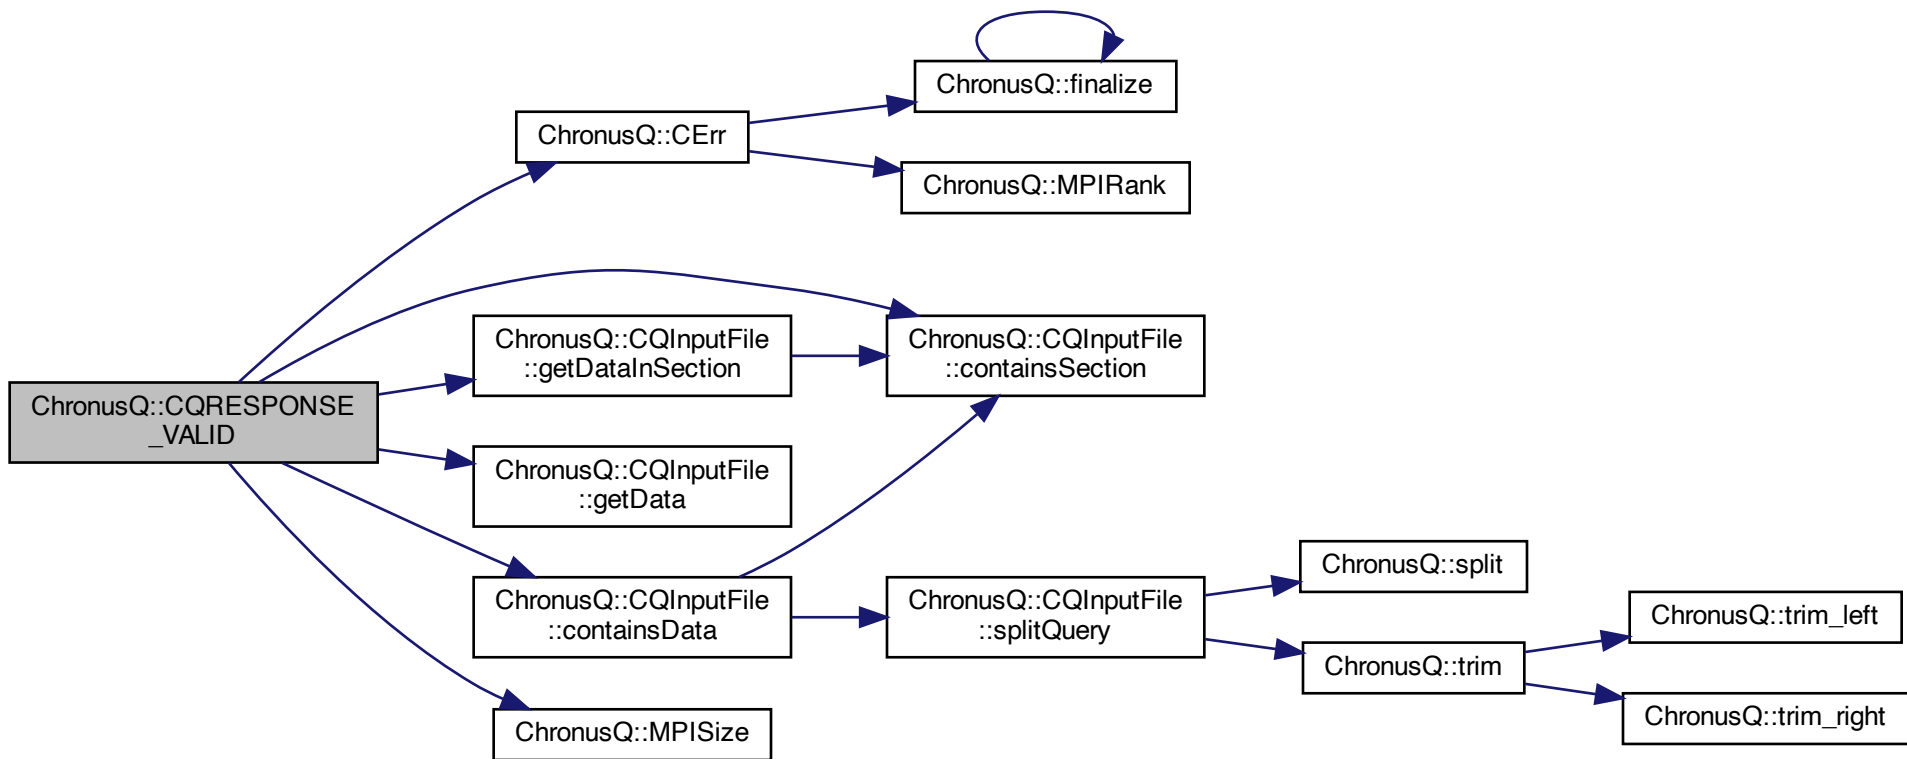 ChronusQ::finalize
ChronusQ::CErr
ChronusQ::MPIRank
ChronusQ::CQInputFile
::getDataInSection
ChronusQ::CQInputFile
::containsSection
ChronusQ::CQRESPONSE
_VALID
ChronusQ::CQInputFile
::getData
ChronusQ::CQInputFile
::containsData
ChronusQ::CQInputFile
::splitQuery
ChronusQ::split
ChronusQ::trim
ChronusQ::trim_left
ChronusQ::trim_right
ChronusQ::MPISize